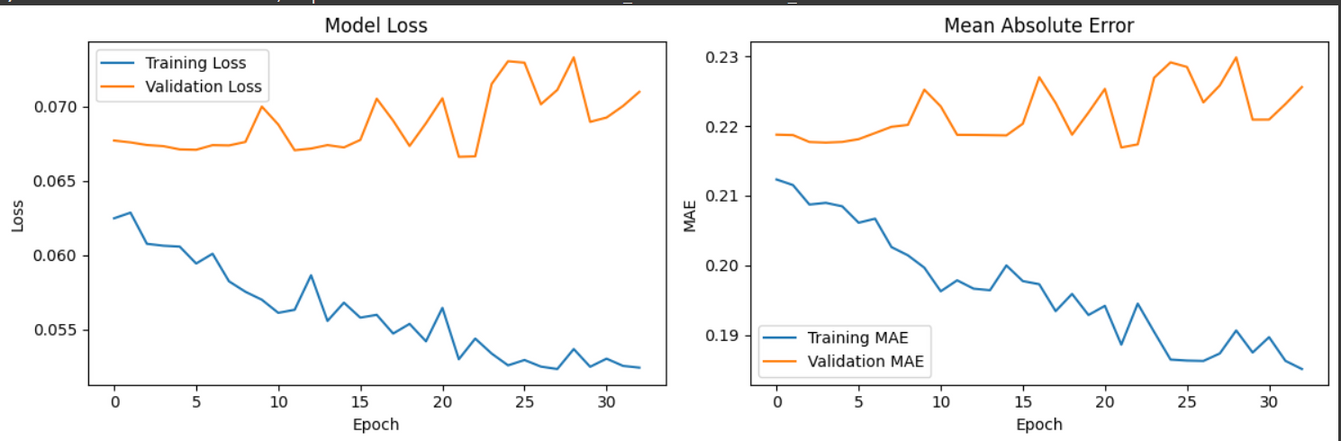 Model Loss
Training Loss
Validation Loss
0.070
0.065
0.060
0.055
Loss
0 5 10 15 20 25 30
Epoch
Mean Absolute Error
0.23
0.22
0.21
0.20
0.19
MAE
Training MAE
Validation MAE
0 5 10 15 20 25 30
Epoch